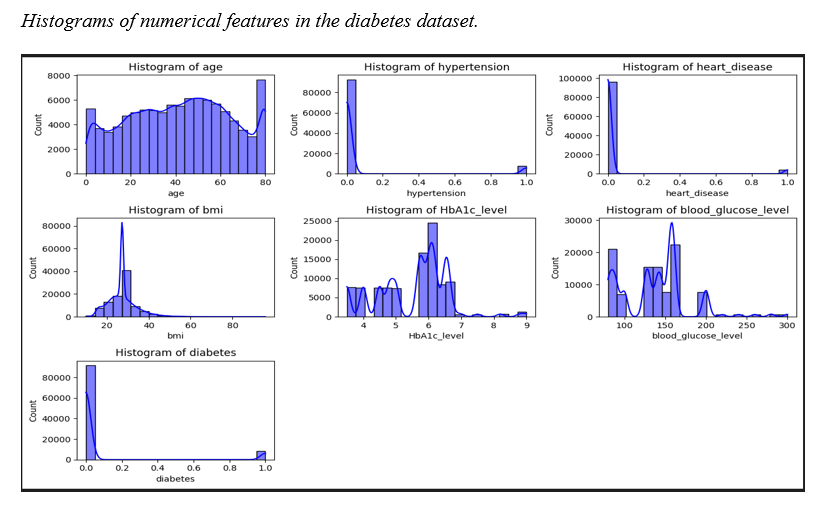 Histograms of numerical features in the diabetes dataset.
Histogram of age
8000
6000
4000
2000
0
Count
0 20 40 60 80
age
Histogram of hypertension
80000
60000
40000
20000
0
Count
0.0 0.2 0.4 0.6 0.8 1.0
hypertension
Histogram of heart_disease
100000
80000
60000
40000
20000
0
Count
0.0 0.2 0.4 0.6 0.8 1.0
heart_disease
Histogram of bmi
80000
60000
40000
20000
0
Count
20 40 60 80
bmi
Histogram of HbA1c_level
25000
20000
15000
10000
5000
0
Count
4 5 6 7 8 9
HbA1c_level
Histogram of blood_glucose_level
30000
20000
10000
0
Count
100 150 200 250 300
blood_glucose_level
Histogram of diabetes
80000
60000
40000
20000
0
Count
0.0 0.2 0.4 0.6 0.8 1.0
diabetes